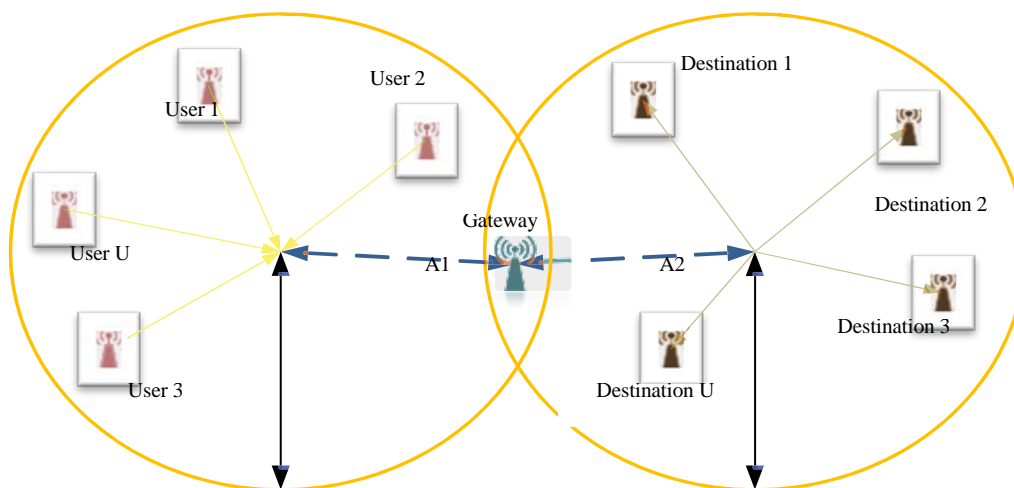 User 1
User 2
User U
User 3
Gateway
A1
A2
Destination 1
Destination 2
Destination 3
Destination U